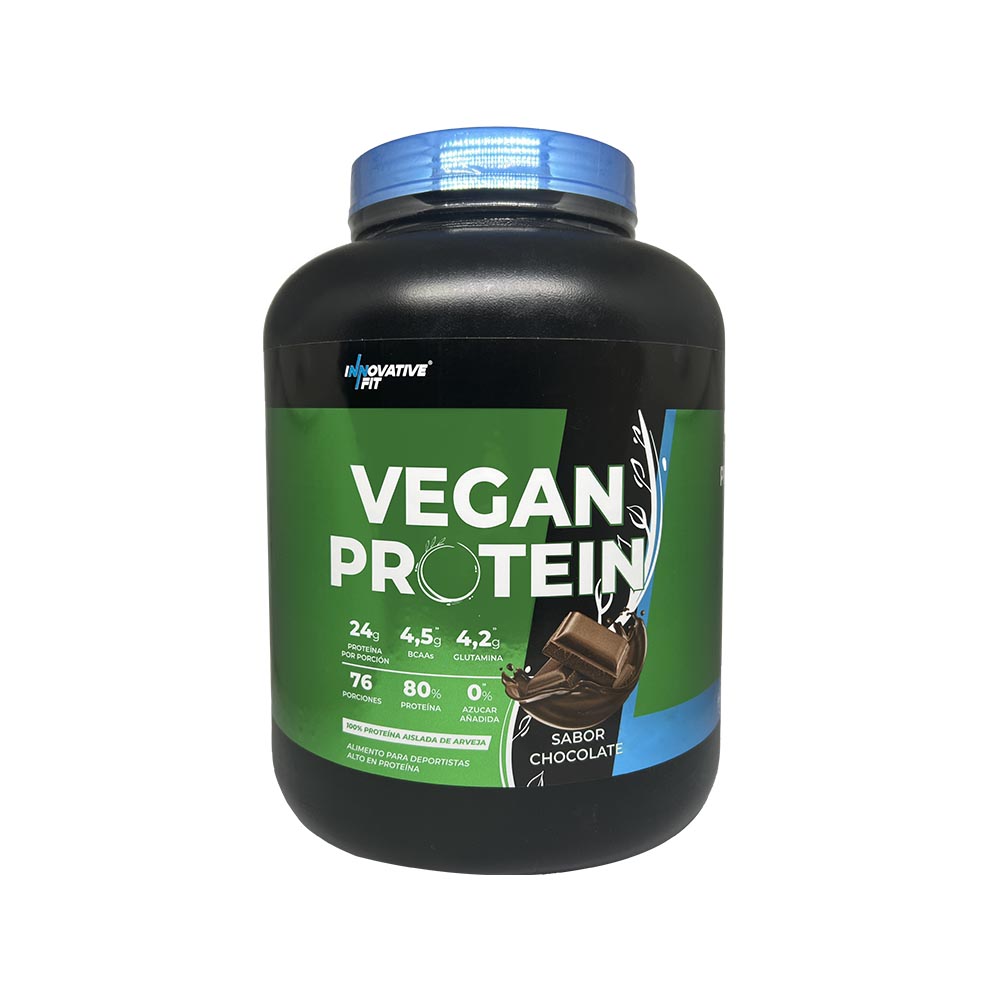 INNOVATIVE®
FIT
VEGAN
PROTEIN
24g
PROTEÍNA
POR PORCIÓN
4,5g
BCAAs
4,2g
GLUTAMINA
76
PORCIONES
80%
PROTEÍNA
0%
AZUCAR
AÑADIDA
100% PROTEÍNA AISLADA DE ARVEJA
ALIMENTO PARA DEPORTISTAS
ALTO EN PROTEÍNA
SABOR
CHOCOLATE